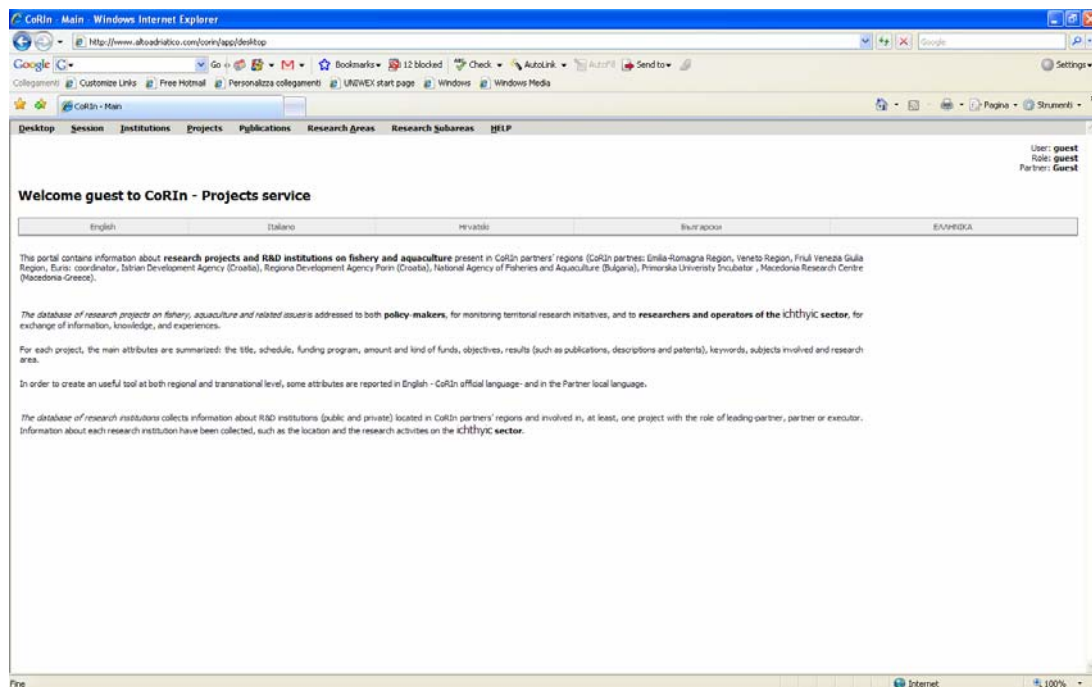 CoRIn - Main - Windows Internet Explorer
http://www.altoadriatico.com/corin/app/desktop
Google
Google G Go Bookmarks 12 blocked Check AutoLink AutoFill Send to Settings
Collegamenti Customize Links Free Hotmail Personalizza collegamenti UNIWEX start page Windows Windows Media
CoRIn - Main Pagina Strumenti
Desktop Session Institutions Projects Publications Research Areas Research Subareas HELP
User: guest
Role: guest
Partner: Guest
Welcome guest to CoRIn - Projects service
English Italiano Hrvatski Български ΕΛΛΗΝΙΚΑ
This portal contains information about research projects and R&D institutions on fishery and aquaculture present in CoRIn partners' regions (CoRIn partnes: Emilia-Romagna Region, Veneto Region, Friuli Venezia Giulia
Region, Euris: coordinator, Istrian Development Agency (Croatia), Regiona Development Agency Porin (Croatia), National Agency of Fisheries and Aquaculture (Bulgaria), Primorska Univeristy Incubator , Macedonia Research Centre
(Macedonia-Greece).
The database of research projects on fishery, aquaculture and related issues is addressed to both policy-makers, for monitoring territorial research initiatives, and to researchers and operators of the ichthyic sector, for
exchange of information, knowledge, and experiences.
For each project, the main attributes are summarized: the title, schedule, funding program, amount and kind of funds, objectives, results (such as publications, descriptions and patents), keywords, subjects involved and research
area.
In order to create an useful tool at both regional and transnational level, some attributes are reported in English - CoRIn official language- and in the Partner local language.
The database of research institutions collects information about R&D institutions (public and private) located in CoRIn partners' regions and involved in, at least, one project with the role of leading-partner, partner or executor.
Information about each research institution have been collected, such as the location and the research activities on the ichthyic sector.
Fine Internet 100%